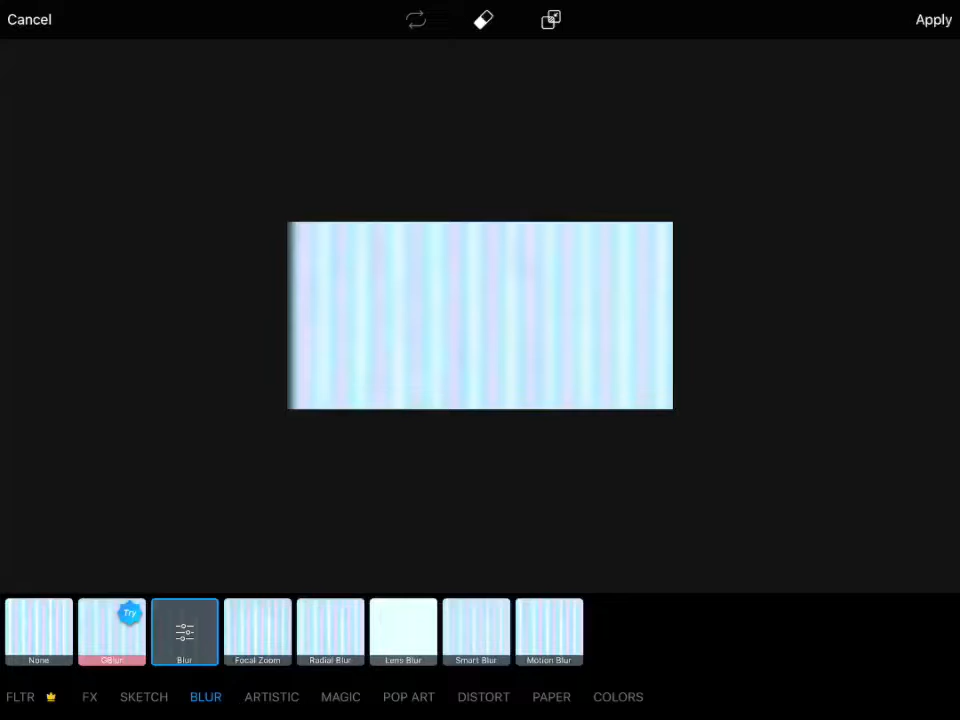 Cancel
Apply
Try
None
GBlur
Blur
Focal Zoom
Radial Blur
Lens Blur
Smart Blur
Motion Blur
FLTR
FX
SKETCH
BLUR
ARTISTIC
MAGIC
POP ART
DISTORT
PAPER
COLORS